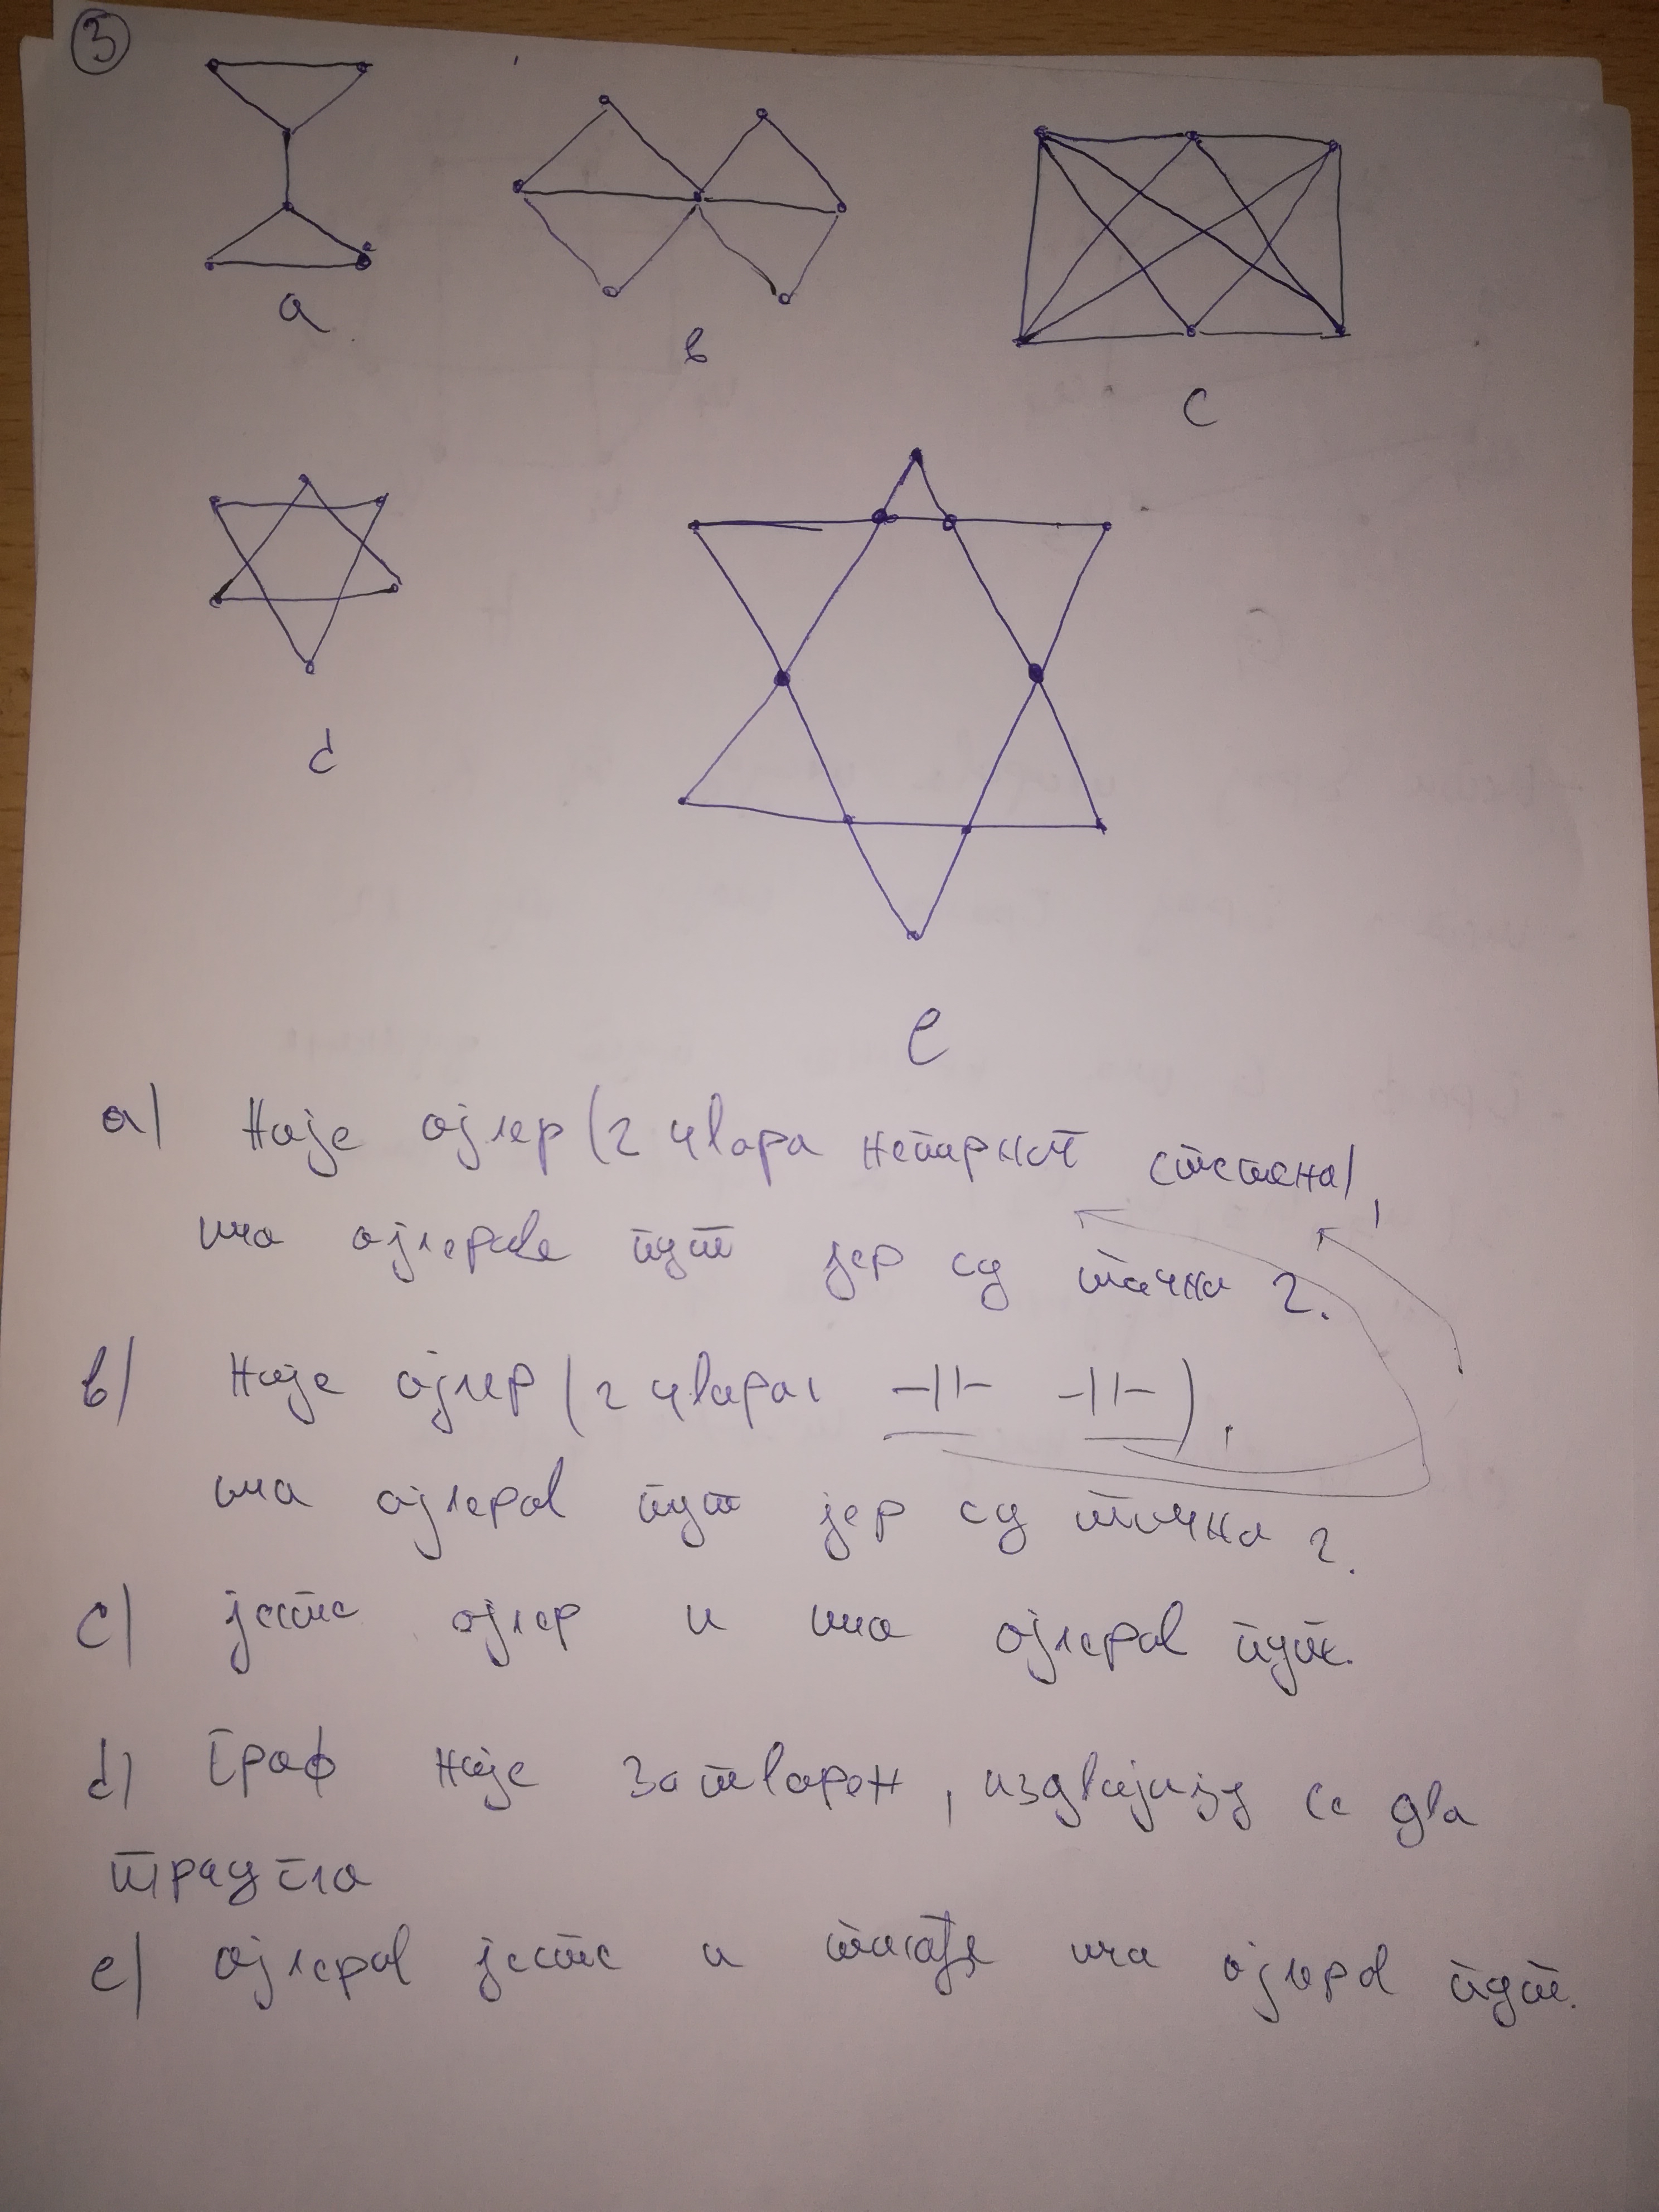 3
a
b
c
d
e
a) Није ојлер (2 чвора непарног степена),
има ојлеров пут јер су тачно 2.
b) Није ојлер (2 чвора -||- -||-),
има ојлеров пут јер су тачно 2.
c) јесте ојлер и има ојлеров пут.
d) Граф није затворен, издвајају се два
троугла
e) ојлеров јесте и такође има ојлеров пут.